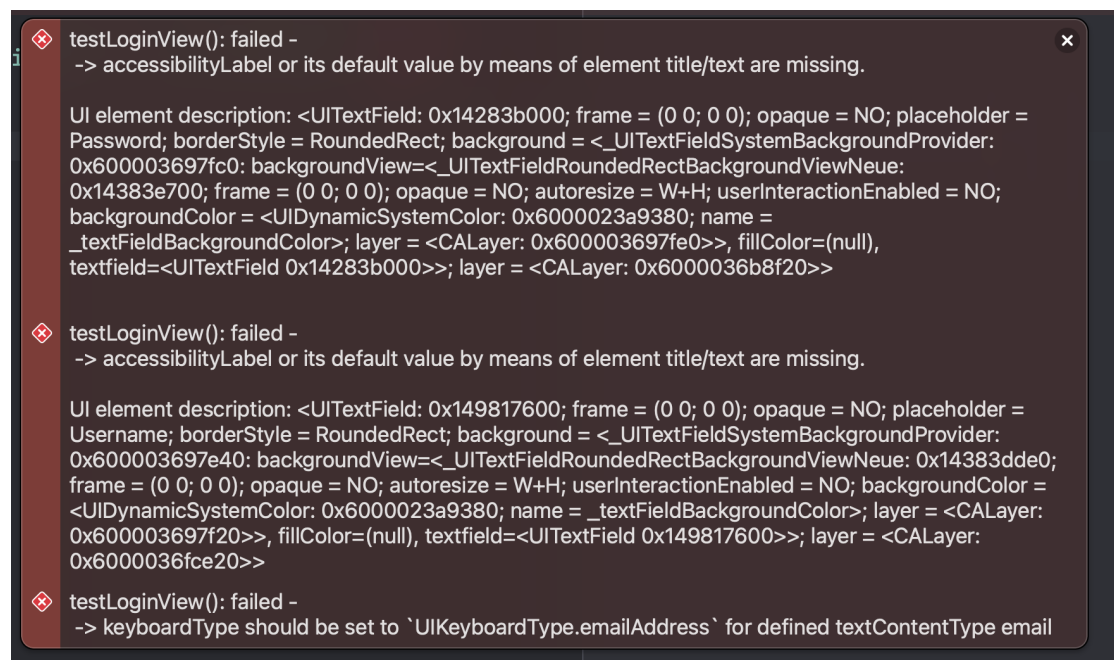 testLoginView(): failed -
-> accessibilityLabel or its default value by means of element title/text are missing.
UI element description: <UITextField: 0x14283b000; frame = (0 0; 0 0); opaque = NO; placeholder =
Password; borderStyle = RoundedRect; background = <_UITextFieldSystemBackgroundProvider:
0x600003697fc0: backgroundView=<_UITextFieldRoundedRectBackgroundViewNeue:
0x14383e700; frame = (0 0; 0 0); opaque = NO; autoresize = W+H; userInteractionEnabled = NO;
backgroundColor = <UIDynamicSystemColor: 0x6000023a9380; name =
_textFieldBackgroundColor>; layer = <CALayer: 0x600003697fe0>>, fillColor=(null),
textfield=<UITextField 0x14283b000>>; layer = <CALayer: 0x6000036b8f20>>
testLoginView(): failed -
-> accessibilityLabel or its default value by means of element title/text are missing.
UI element description: <UITextField: 0x149817600; frame = (0 0; 0 0); opaque = NO; placeholder =
Username; borderStyle = RoundedRect; background = <_UITextFieldSystemBackgroundProvider:
0x600003697e40: backgroundView=<_UITextFieldRoundedRectBackgroundViewNeue: 0x14383dde0;
frame = (0 0; 0 0); opaque = NO; autoresize = W+H; userInteractionEnabled = NO; backgroundColor =
<UIDynamicSystemColor: 0x6000023a9380; name = _textFieldBackgroundColor>; layer = <CALayer:
0x600003697f20>>, fillColor=(null), textfield=<UITextField 0x149817600>>; layer = <CALayer:
0x6000036fce20>>
testLoginView(): failed -
-> keyboardType should be set to `UIKeyboardType.emailAddress` for defined textContentType email